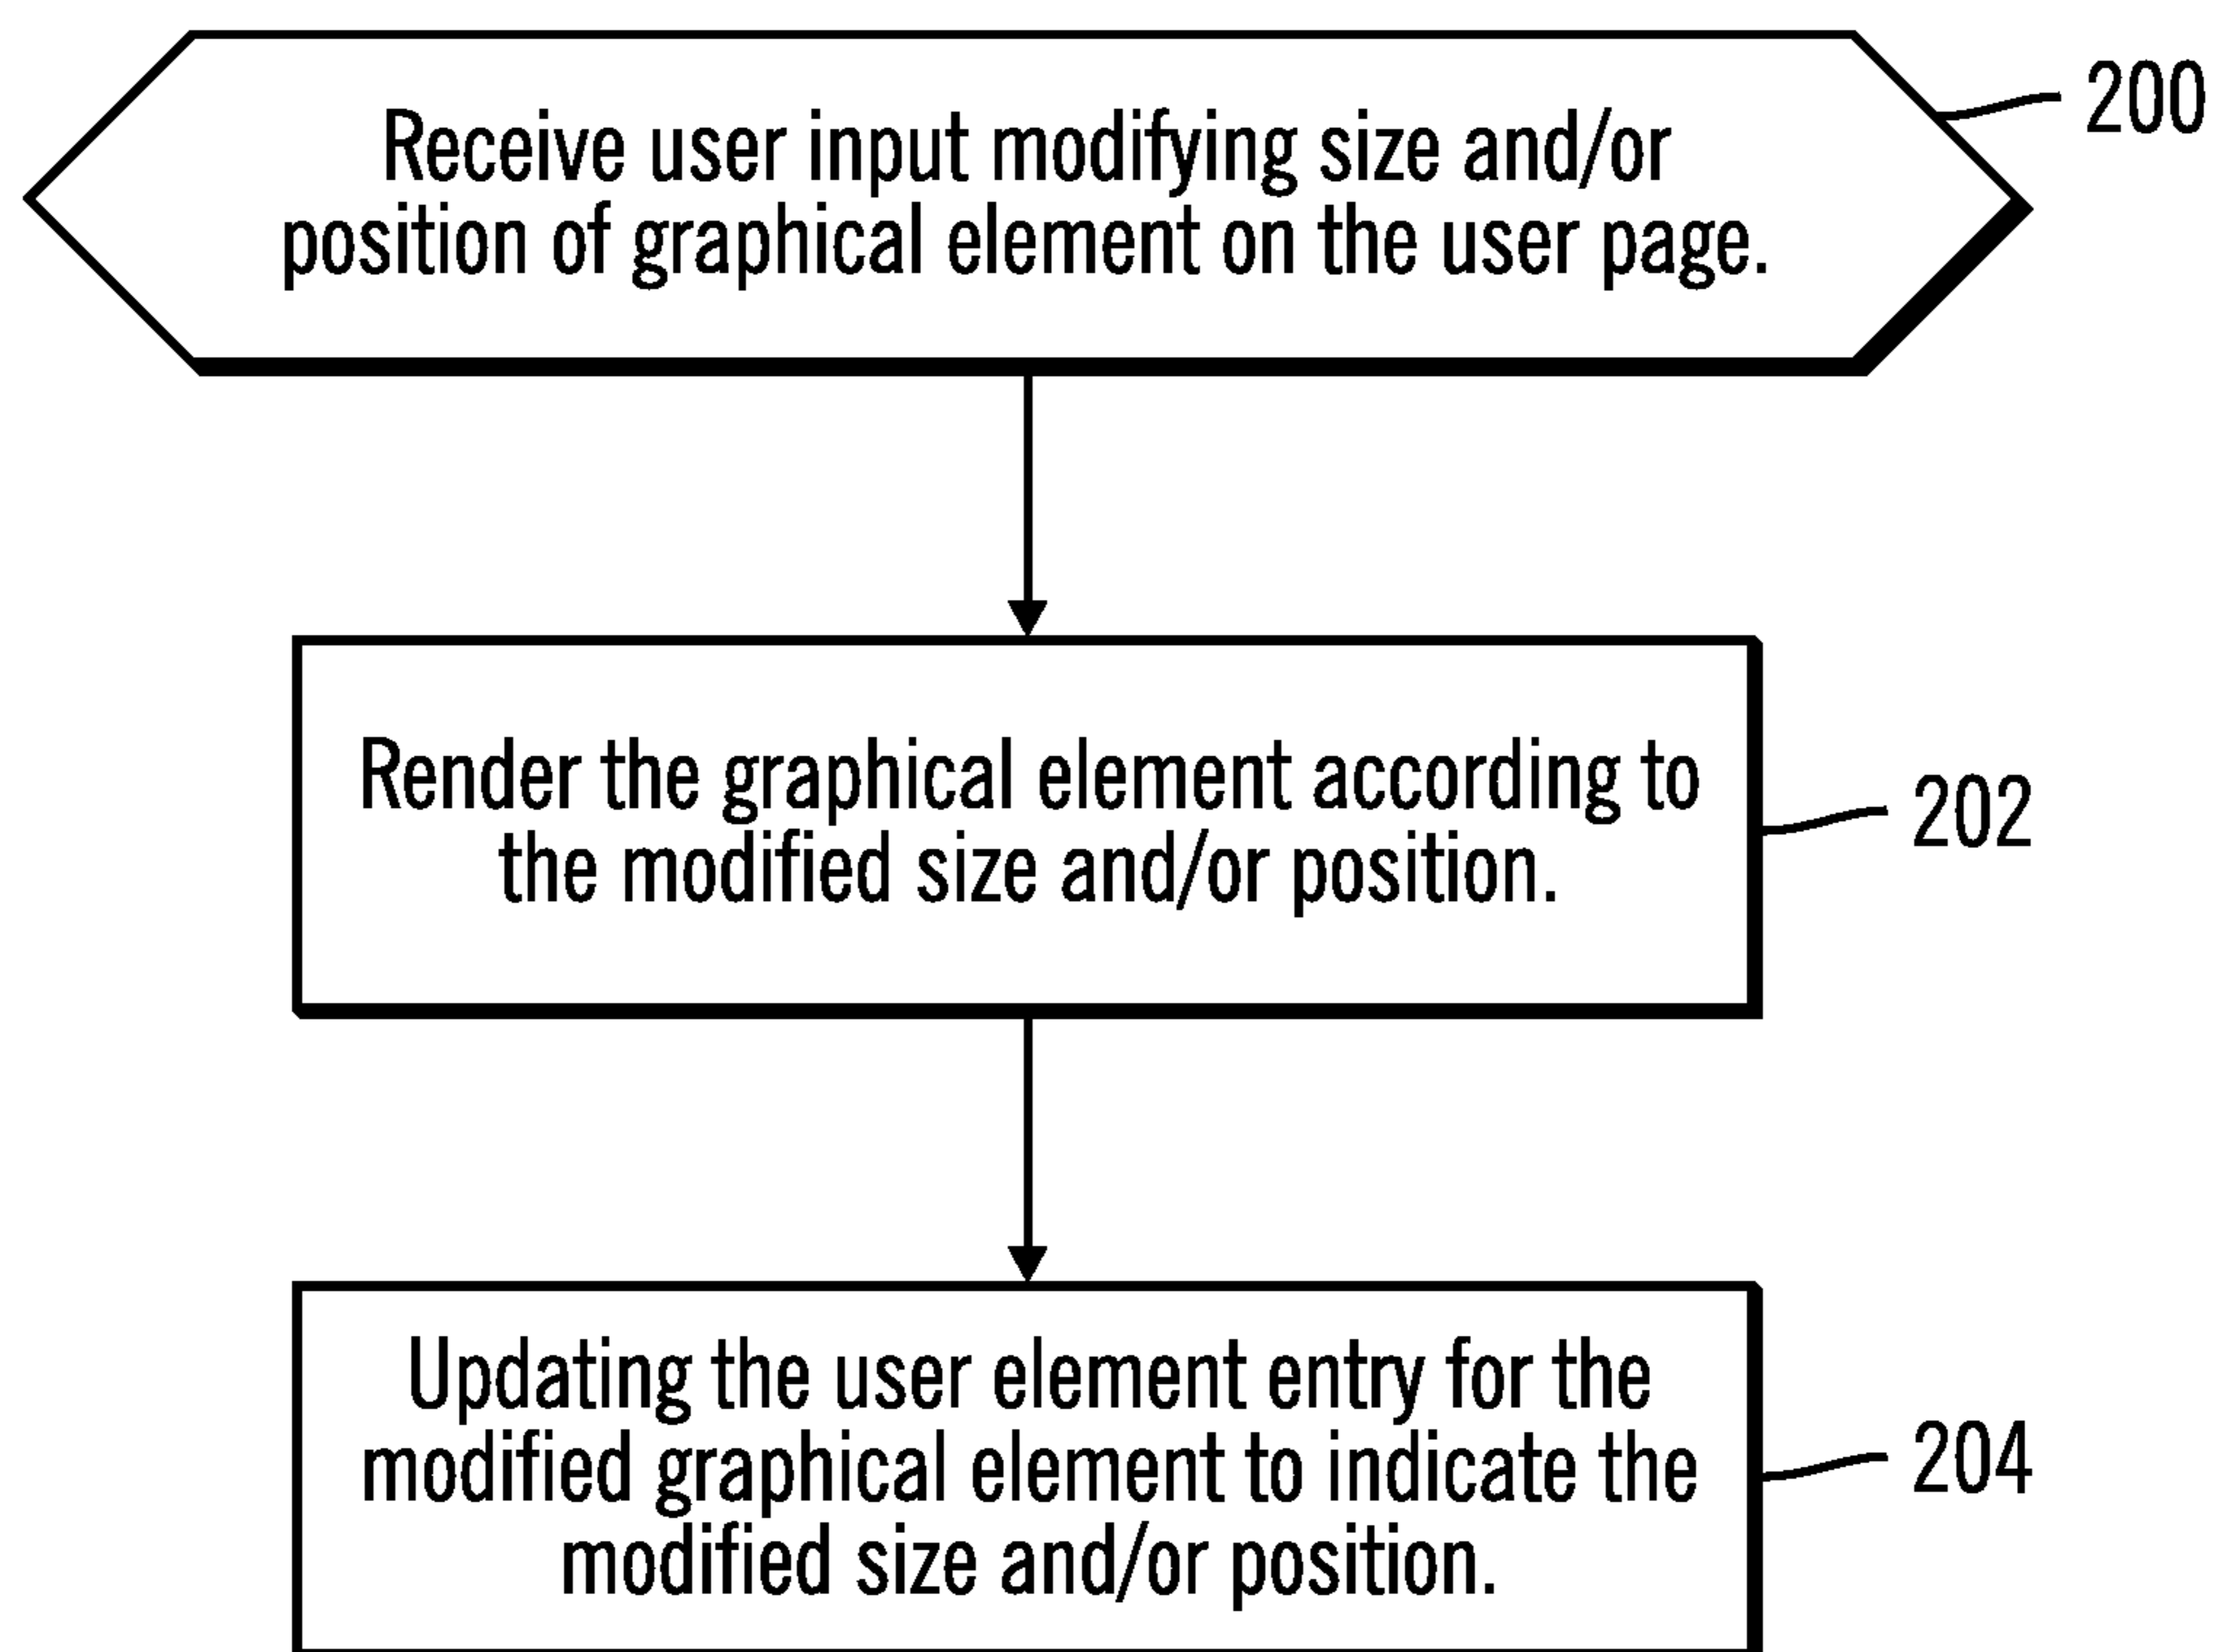 Receive user input modifying size and/or
position of graphical element on the user page.
200
Render the graphical element according to
the modified size and/or position.
202
Updating the user element entry for the
modified graphical element to indicate the
modified size and/or position.
204